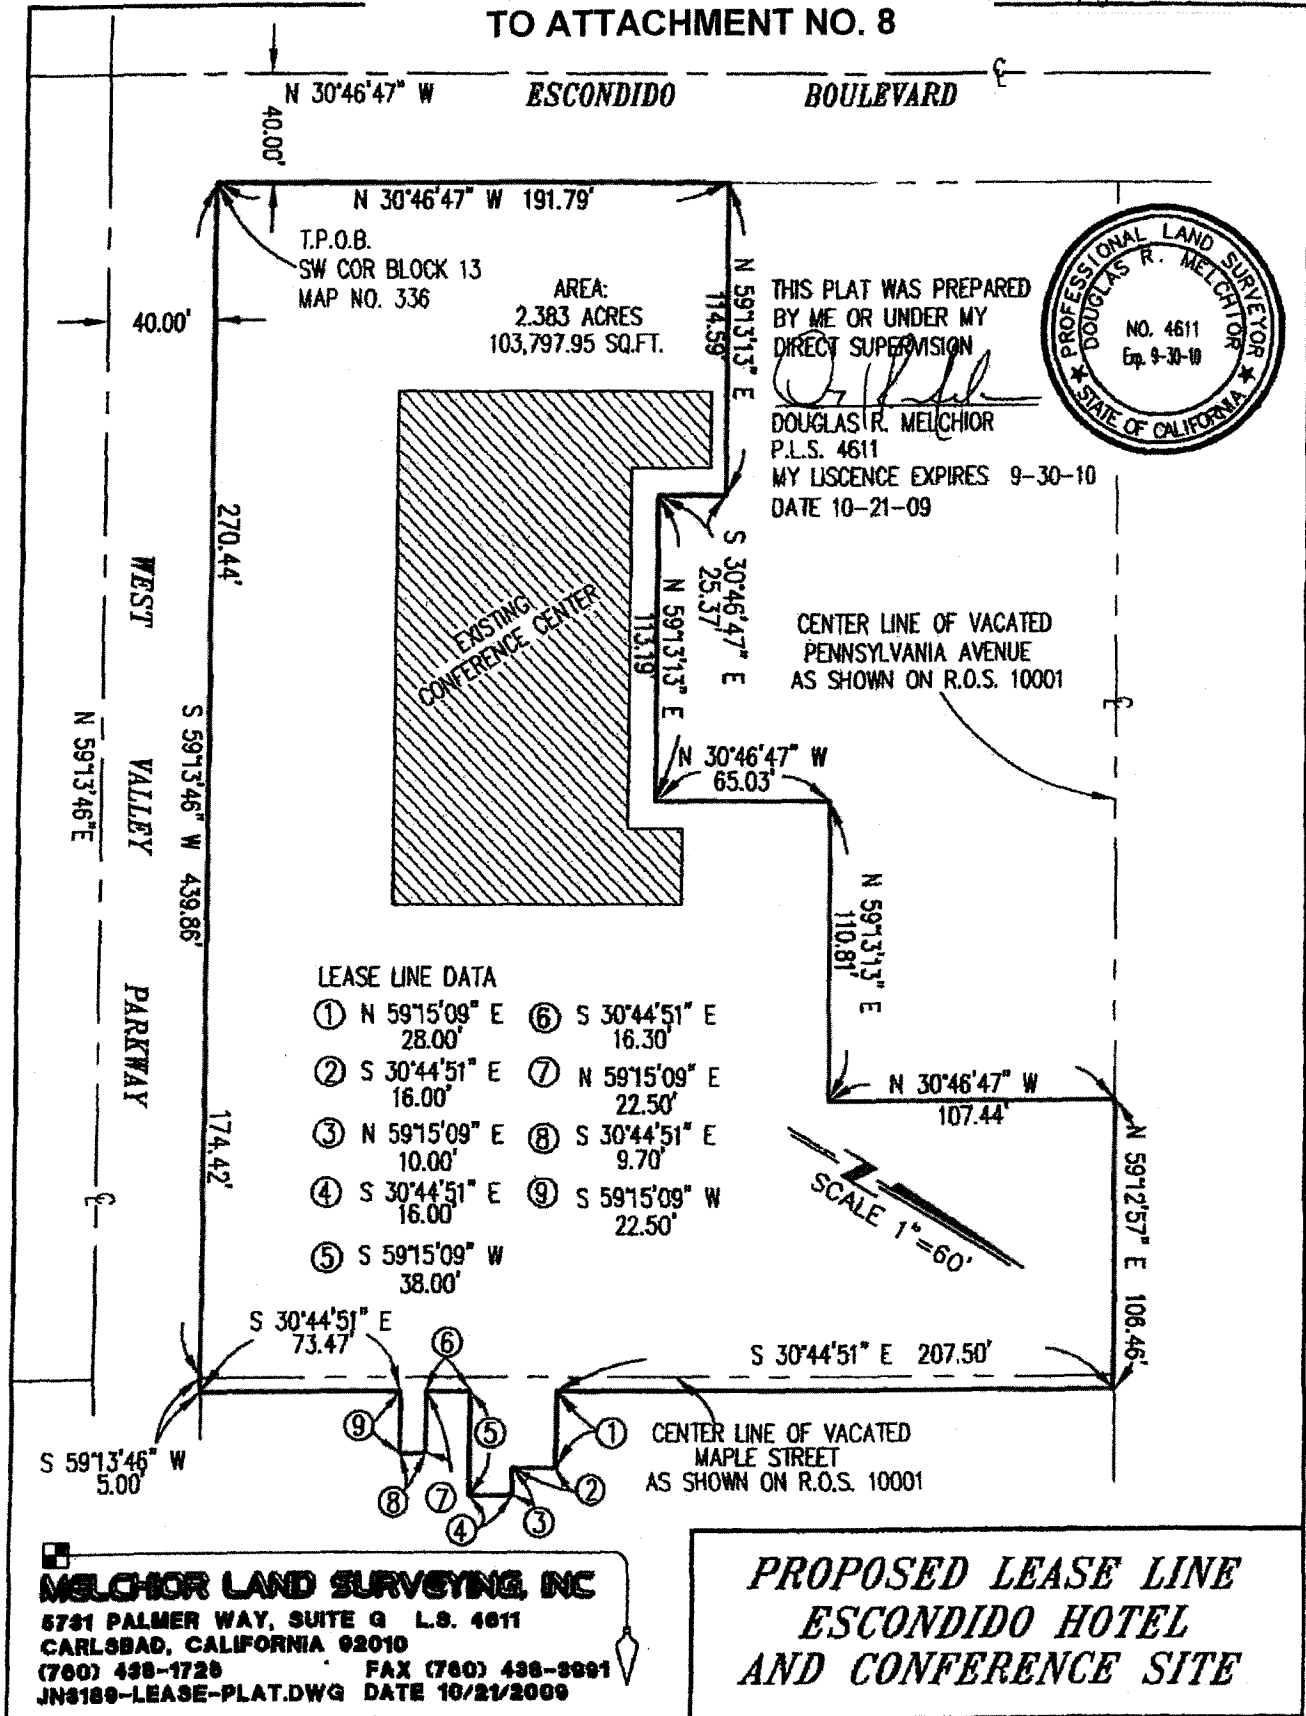 TO ATTACHMENT NO. 8
N 30°46'47" W
ESCONDIDO BOULEVARD
40.00'
N 30°46'47" W 191.79'
T.P.O.B.
SW COR BLOCK 13
MAP NO. 336
40.00'
AREA:
2.383 ACRES
103,797.95 SQ.FT.
N 59°13'13" E
114.59'
THIS PLAT WAS PREPARED
BY ME OR UNDER MY
DIRECT SUPERVISION
DOUGLAS R. MELCHIOR
P.L.S. 4611
MY LISCENCE EXPIRES 9-30-10
DATE 10-21-09
PROFESSIONAL LAND SURVEYOR
DOUGLAS R. MELCHIOR
NO. 4611
Exp. 9-30-10
STATE OF CALIFORNIA
270.44'
WEST VALLEY PARKWAY
N 59°13'46"E
S 59°13'46" W 439.86'
174.42'
EXISTING
CONFERENCE CENTER
S 30°46'47" E
25.37'
N 59°13'13" E
113.19'
CENTER LINE OF VACATED
PENNSYLVANIA AVENUE
AS SHOWN ON R.O.S. 10001
N 30°46'47" W
65.03'
N 59°13'13" E
110.81'
N 30°46'47" W
107.44'
N 59°12'57" E 108.46'
LEASE LINE DATA
1 N 59°15'09" E
28.00'
2 S 30°44'51" E
16.00'
3 N 59°15'09" E
10.00'
4 S 30°44'51" E
16.00'
5 S 59°15'09" W
38.00'
6 S 30°44'51" E
16.30'
7 N 59°15'09" E
22.50'
8 S 30°44'51" E
9.70'
9 S 59°15'09" W
22.50'
SCALE 1"=60'
S 30°44'51" E
73.47'
6
S 30°44'51" E 207.50'
9
5
1
8
7
2
4
3
S 59°13'46" W
5.00'
CENTER LINE OF VACATED
MAPLE STREET
AS SHOWN ON R.O.S. 10001
MELCHIOR LAND SURVEYING, INC
5731 PALMER WAY, SUITE G L.S. 4611
CARLSBAD, CALIFORNIA 92010
(760) 438-1726 FAX (760) 438-3991
JN3189-LEASE-PLAT.DWG DATE 10/21/2009
PROPOSED LEASE LINE
ESCONDIDO HOTEL
AND CONFERENCE SITE